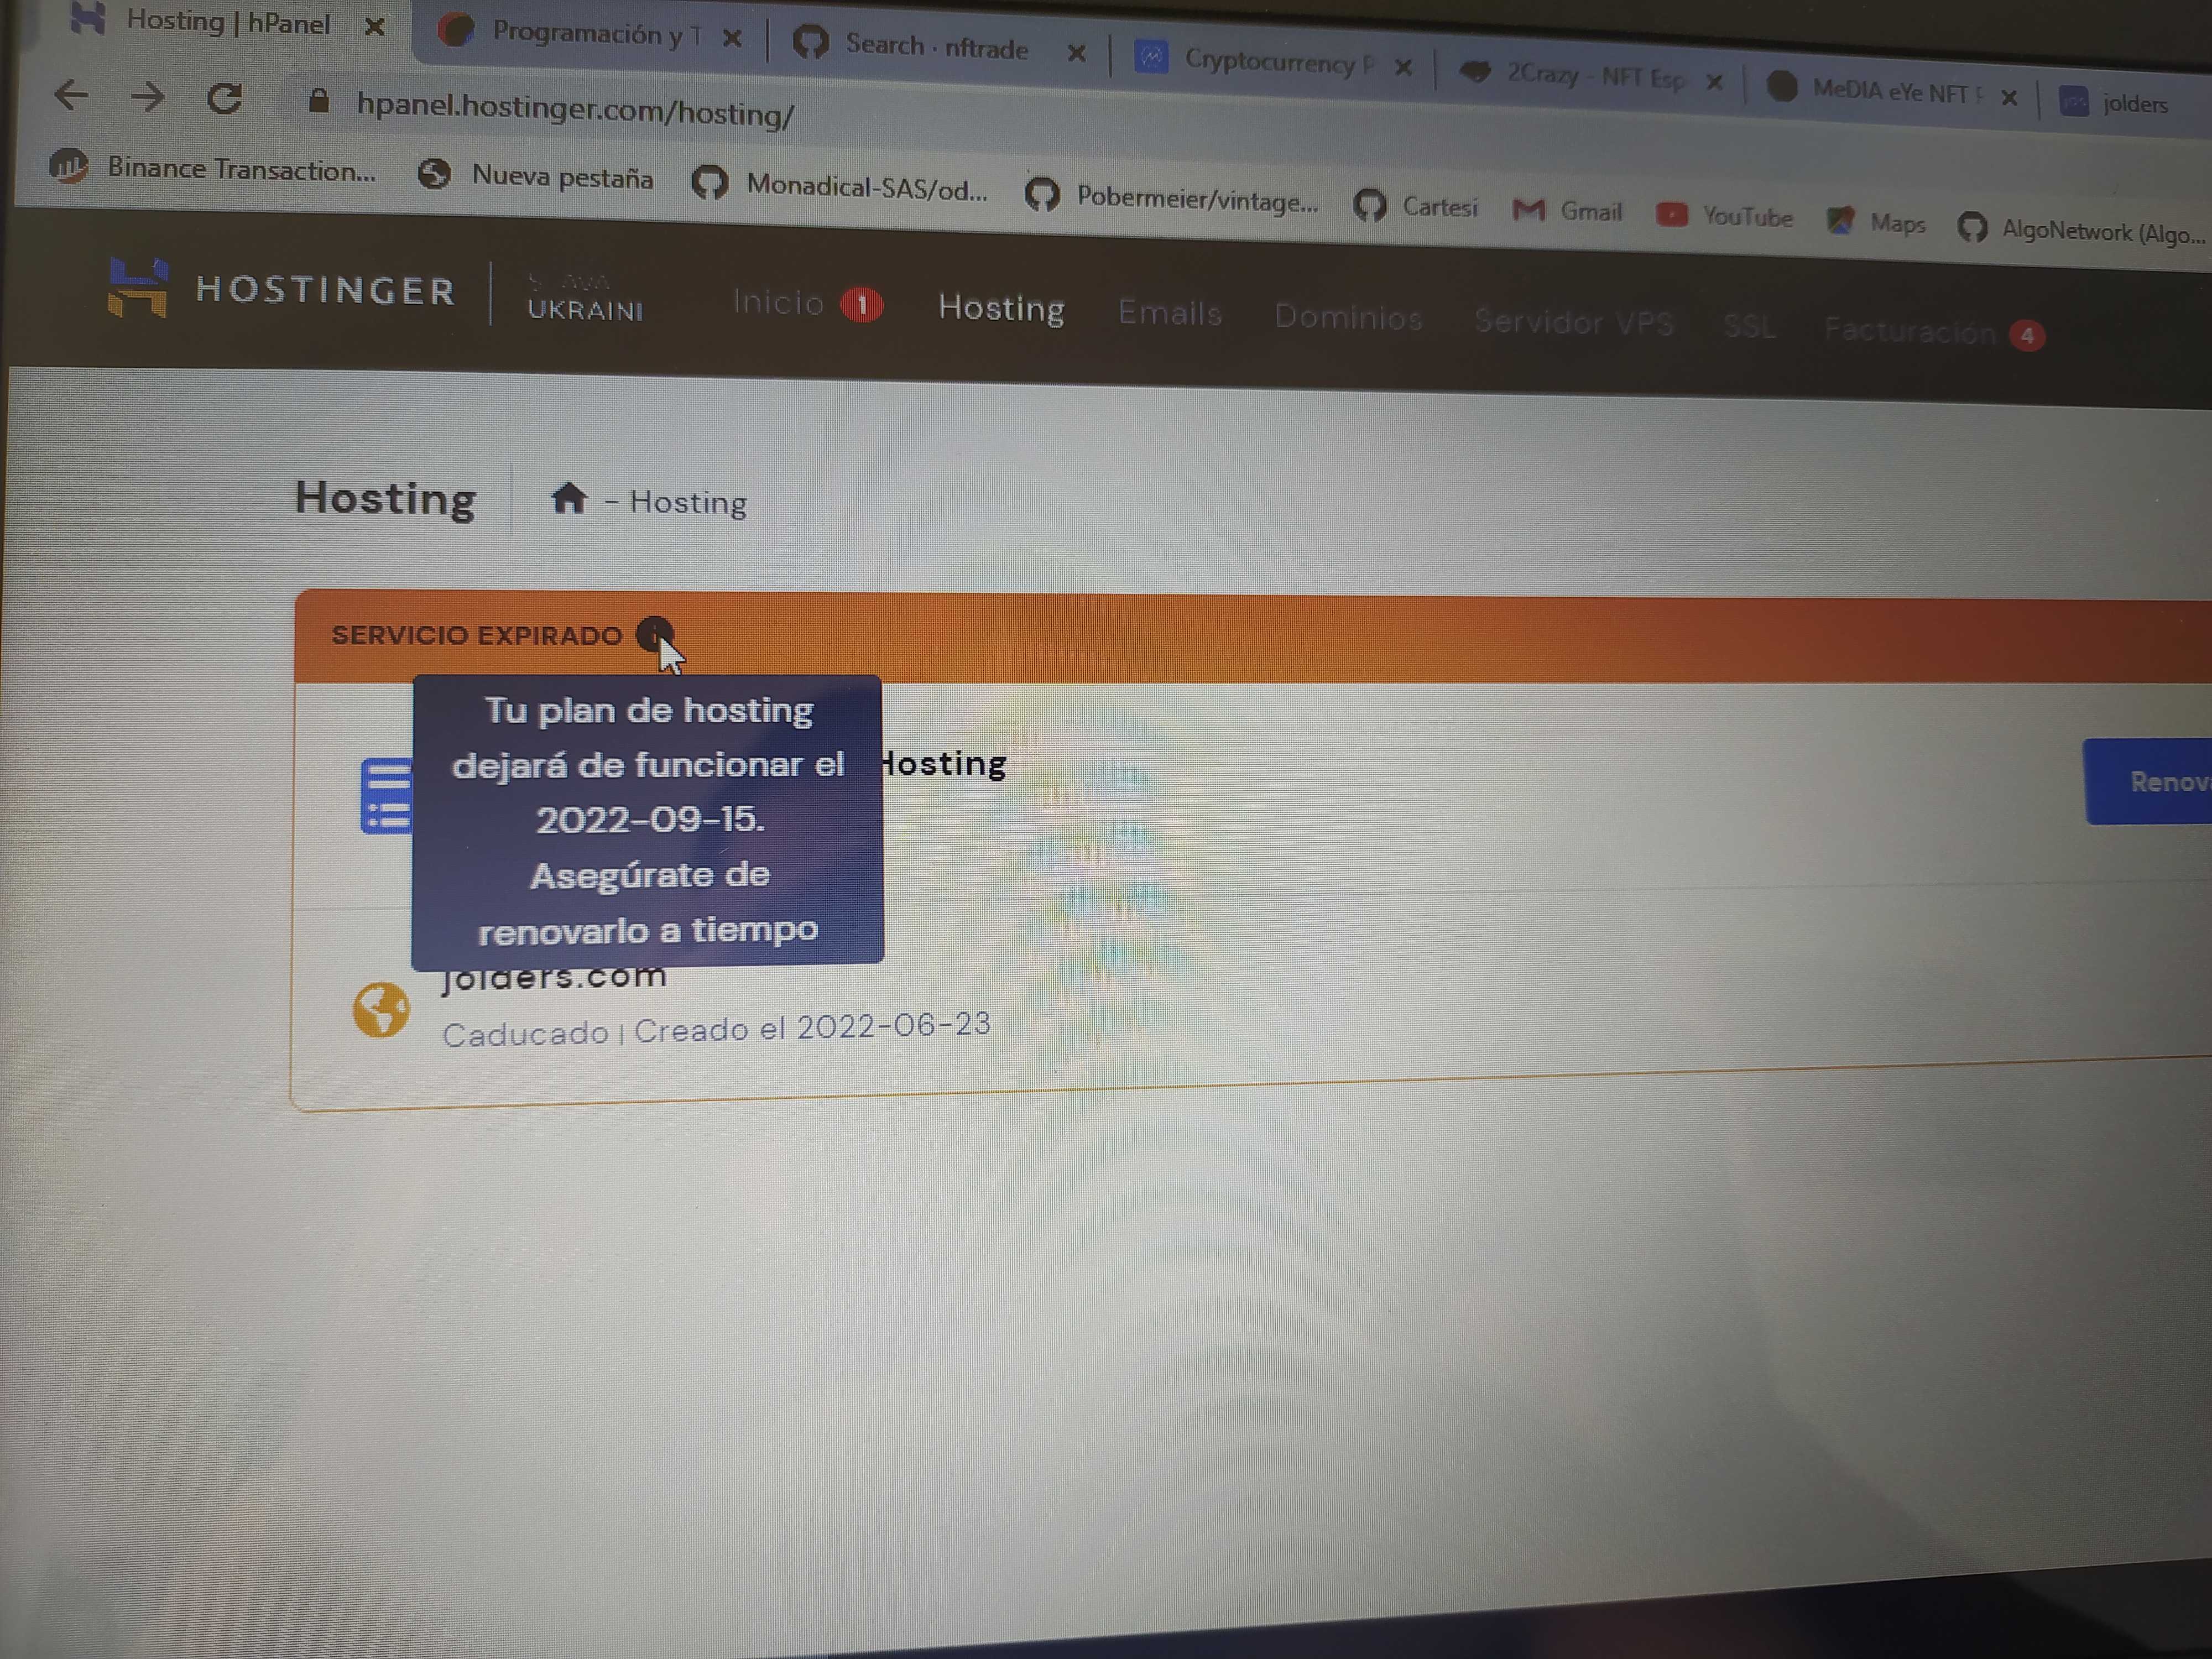 Hosting | hPanel
Programación y T
Search · nftrade
Cryptocurrency P
2Crazy - NFT Esp
MeDIA eYe NFT
jolders
hpanel.hostinger.com/hosting/
Binance Transaction...
Nueva pestaña
Monadical-SAS/od...
Pobermeier/vintage...
Cartesi
Gmail
YouTube
Maps
AlgoNetwork (Algo...
HOSTINGER
UKRAINI
Inicio 1
Hosting
Emails
Dominios
Servidor VPS
SSL
Facturación 4
Hosting
- Hosting
SERVICIO EXPIRADO
Tu plan de hosting
dejará de funcionar el
2022-09-15.
Asegúrate de
renovarlo a tiempo
Hosting
Renov
jolders.com
Caducado | Creado el 2022-06-23